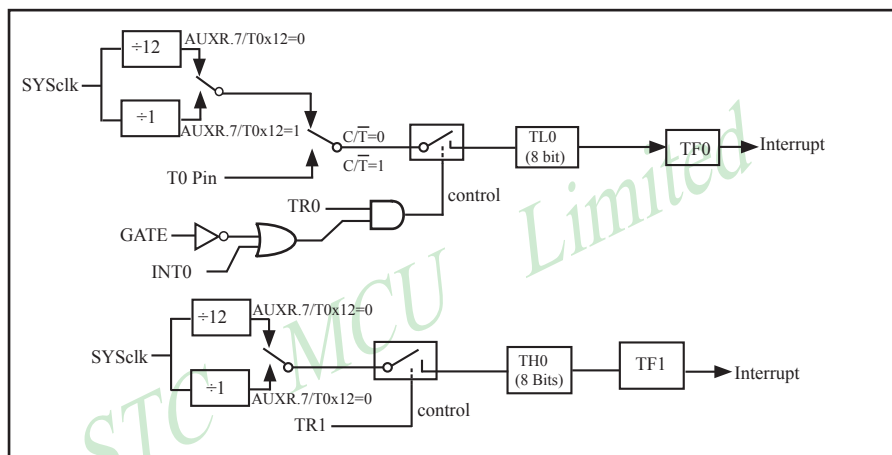 ÷12
AUXR.7/T0x12=0
SYSclk
÷1
AUXR.7/T0x12=1
C/T̅=0
C/T̅=1
T0 Pin
TL0
(8 bit)
TF0
Interrupt
control
TR0
GATE
INT0
÷12
AUXR.7/T0x12=0
SYSclk
÷1
AUXR.7/T0x12=0
TH0
(8 Bits)
TF1
Interrupt
control
TR1
STC MCU Limited